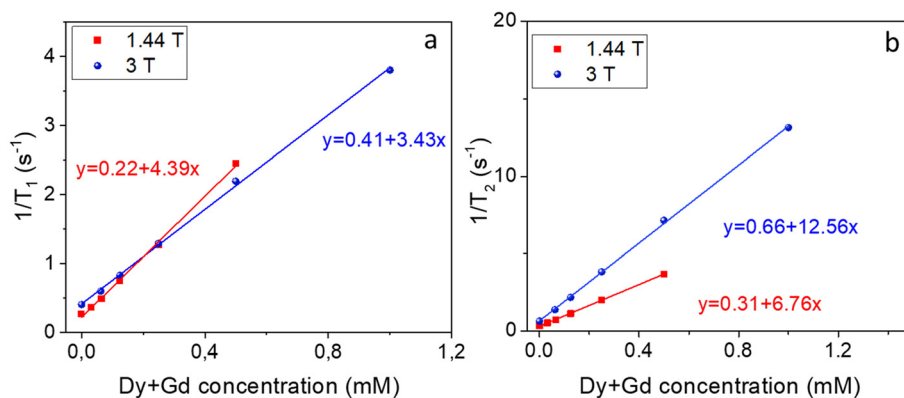 1.44 T
3 T
a
4
3
2
1
0
1/T1 (s-1)
y=0.22+4.39x
y=0.41+3.43x
0,0
0,4
0,8
1,2
Dy+Gd concentration (mM)
1.44 T
3 T
b
20
10
0
1/T2 (s-1)
y=0.66+12.56x
y=0.31+6.76x
0.0
0.4
0.8
1.2
Dy+Gd concentration (mM)